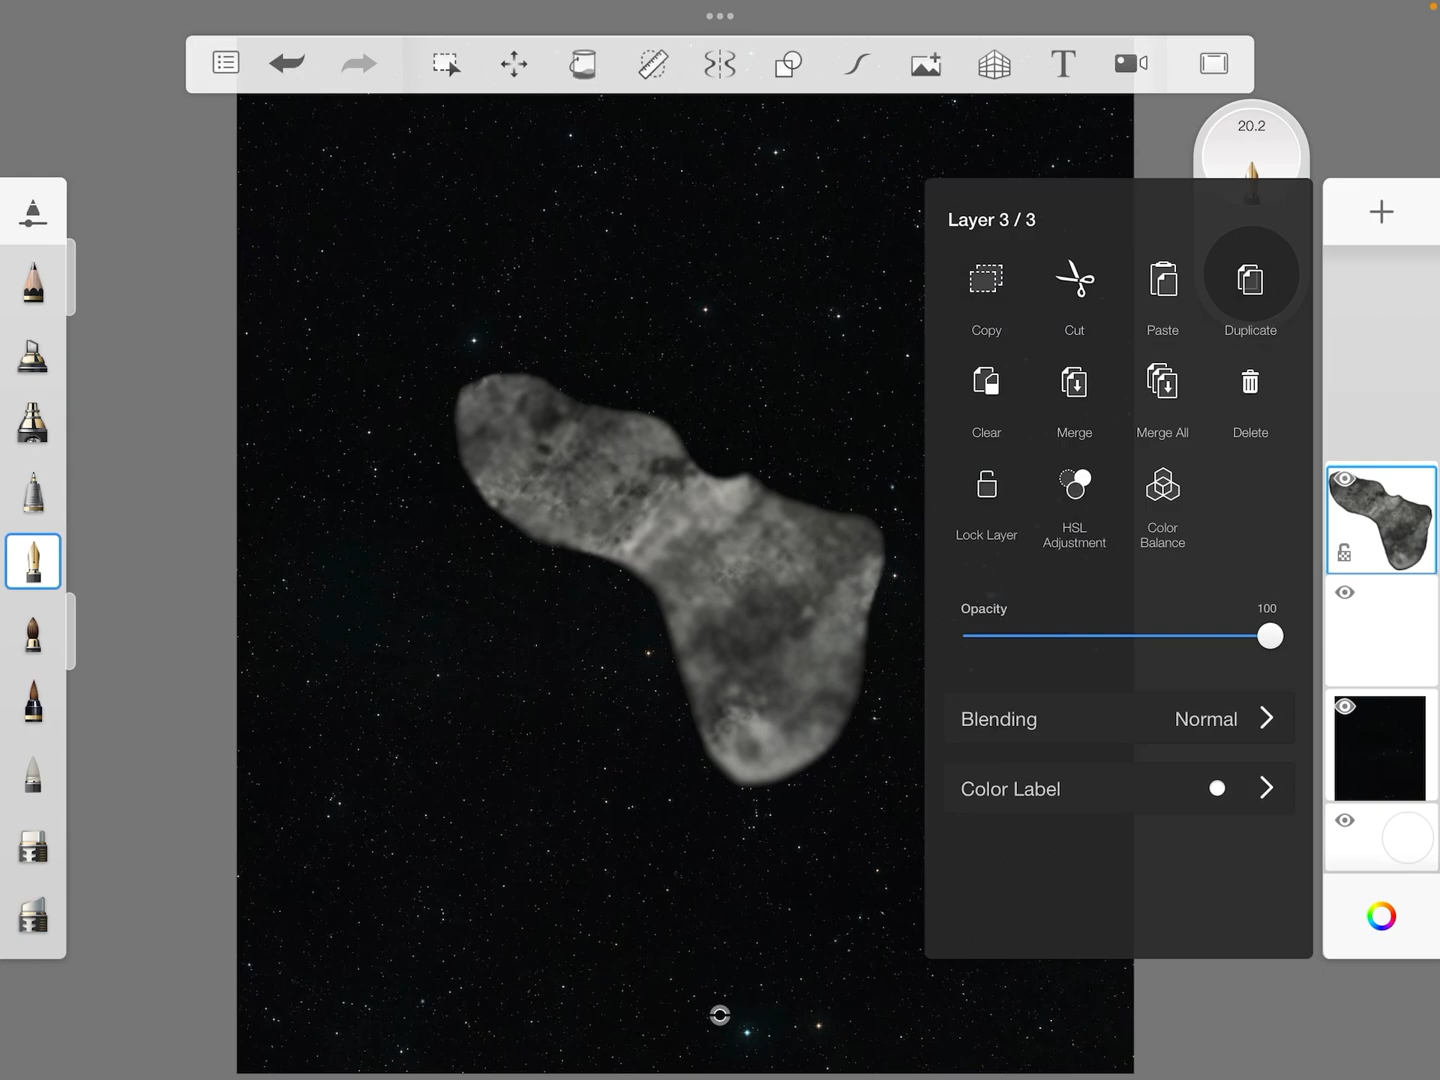 20.2
Layer 3 / 3
Copy
Cut
Paste
Duplicate
Clear
Merge
Merge All
Delete
Lock Layer
HSL
Adjustment
Color
Balance
Opacity
100
Blending
Normal
Color Label
T